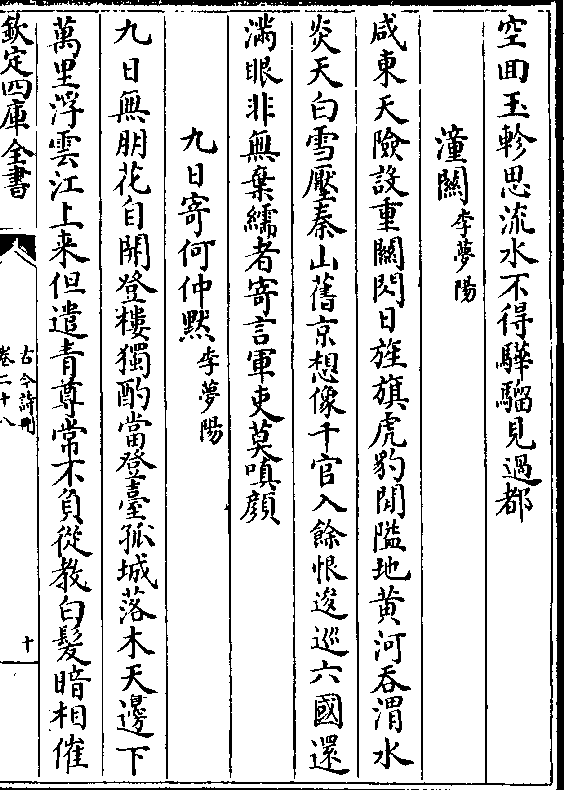 空回玉軫思流水不得驊騮見過都
潼關李夢陽
咸東天險設重關閃日旌旗虎豹閒隘地黄河吞渭水
炎天白雪壓秦山舊京想像千官入餘恨逡巡六國還
滿眼非無棄繻者寄言軍吏莫嗔顔
九日寄何仲黙李夢陽
九日無朋花自開登樓獨酌當登臺孤城落木天邊下
萬里浮雲江上来但遣青尊常不負從教白髪暗相催
欽定四庫全書
古今詩刪
卷二十八
十